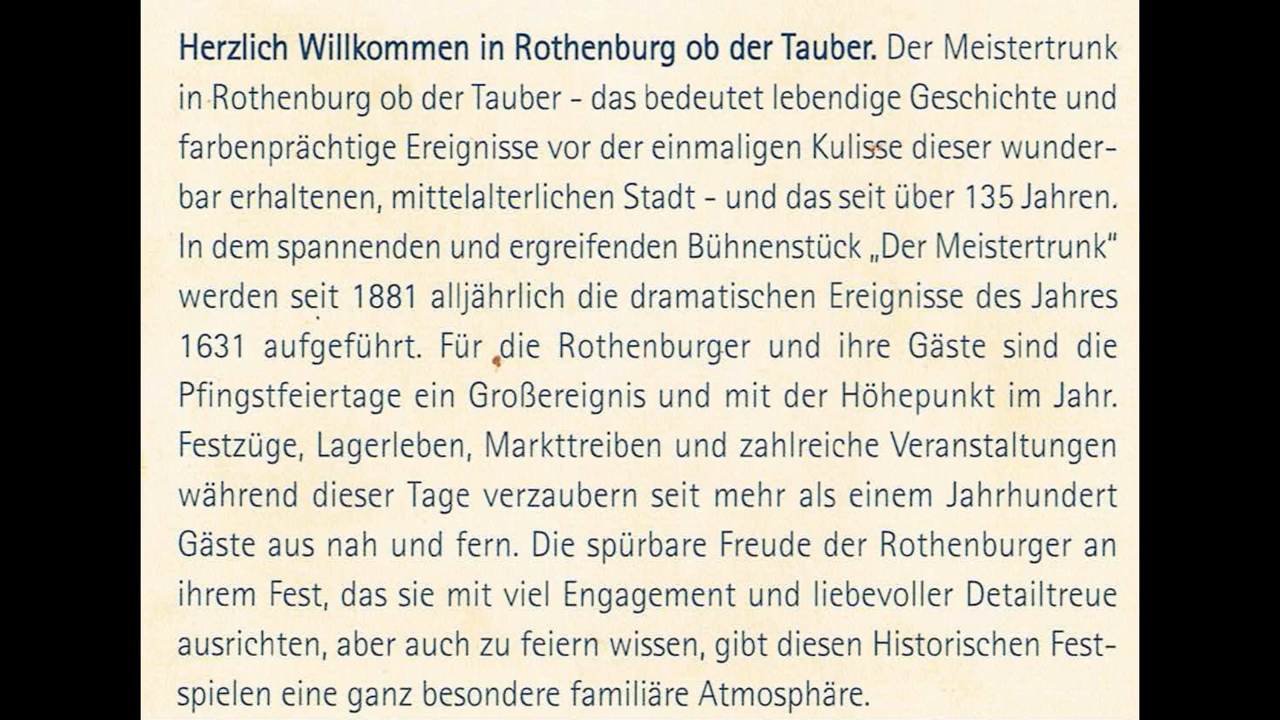 Herzlich Willkommen in Rothenburg ob der Tauber. Der Meistertrunk
in Rothenburg ob der Tauber - das bedeutet lebendige Geschichte und
farbenprächtige Ereignisse vor der einmaligen Kulisse dieser wunder-
bar erhaltenen, mittelalterlichen Stadt - und das seit über 135 Jahren.
In dem spannenden und ergreifenden Bühnenstück „Der Meistertrunk"
werden seit 1881 alljährlich die dramatischen Ereignisse des Jahres
1631 aufgeführt. Für die Rothenburger und ihre Gäste sind die
Pfingstfeiertage ein Großereignis und mit der Höhepunkt im Jahr.
Festzüge, Lagerleben, Markttreiben und zahlreiche Veranstaltungen
während dieser Tage verzaubern seit mehr als einem Jahrhundert
Gäste aus nah und fern. Die spürbare Freude der Rothenburger an
ihrem Fest, das sie mit viel Engagement und liebevoller Detailtreue
ausrichten, aber auch zu feiern wissen, gibt diesen Historischen Fest-
spielen eine ganz besondere familiäre Atmosphäre.